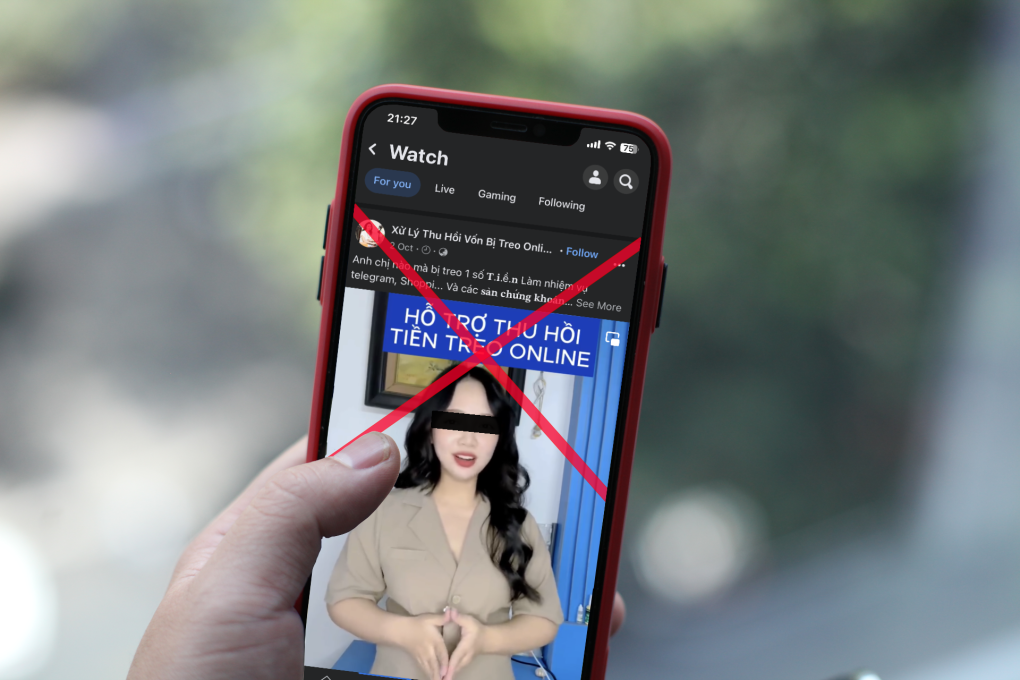 21:27
75
Watch
For you
Live
Gaming
Following
Xử Lý Thu Hồi Vốn Bị Treo Onli... · Follow
2 Oct
Anh chị nào mà bị treo 1 số T.i.ề.n Làm nhiệm vụ
telegram, Shoppi... Và các sàn chứng khoán... See More
HỖ TRỢ THU HỒI
TIỀN TREO ONLINE